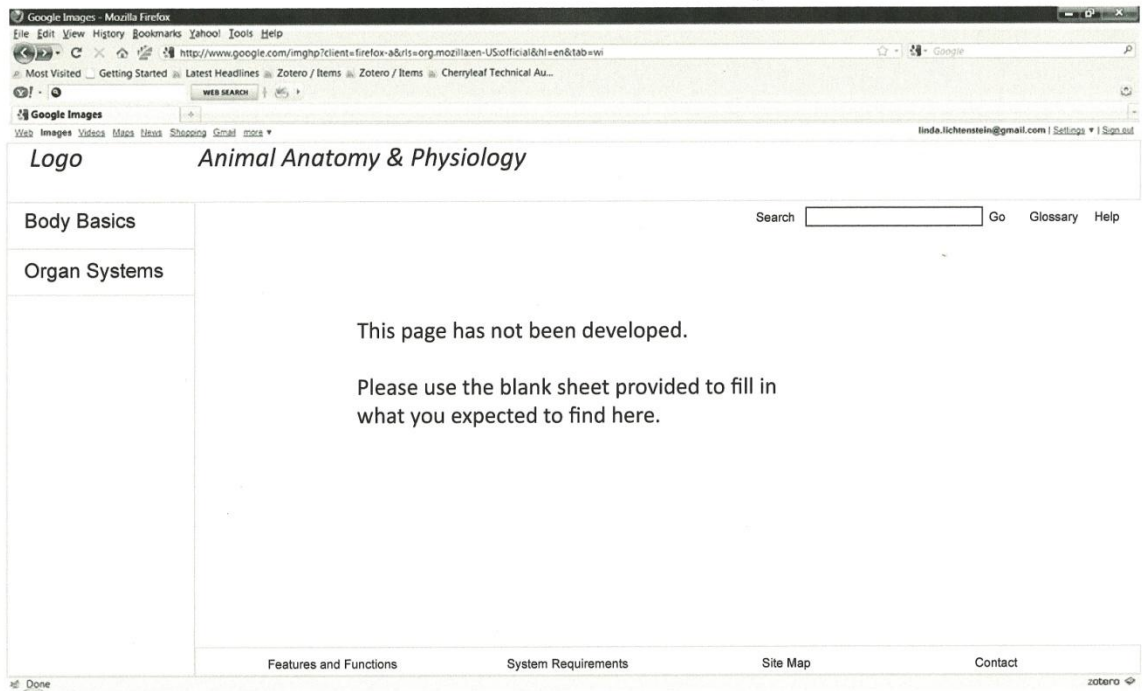 Google Images - Mozilla Firefox
File Edit View History Bookmarks Yahoo! Tools Help
http://www.google.com/imghp?client=firefox-a&rls=org.mozilla:en-US:official&hl=en&tab=wi
Google
Most Visited Getting Started Latest Headlines Zotero / Items Zotero / Items Cherryleaf Technical Au...
Y! WEB SEARCH
Google Images
Web Images Videos Maps News Shopping Gmail more linda.lichtenstein@gmail.com | Settings | Sign out
Logo Animal Anatomy & Physiology
Body Basics
Search Go Glossary Help
Organ Systems
This page has not been developed.
Please use the blank sheet provided to fill in
what you expected to find here.
Features and Functions System Requirements Site Map Contact
Done zotero